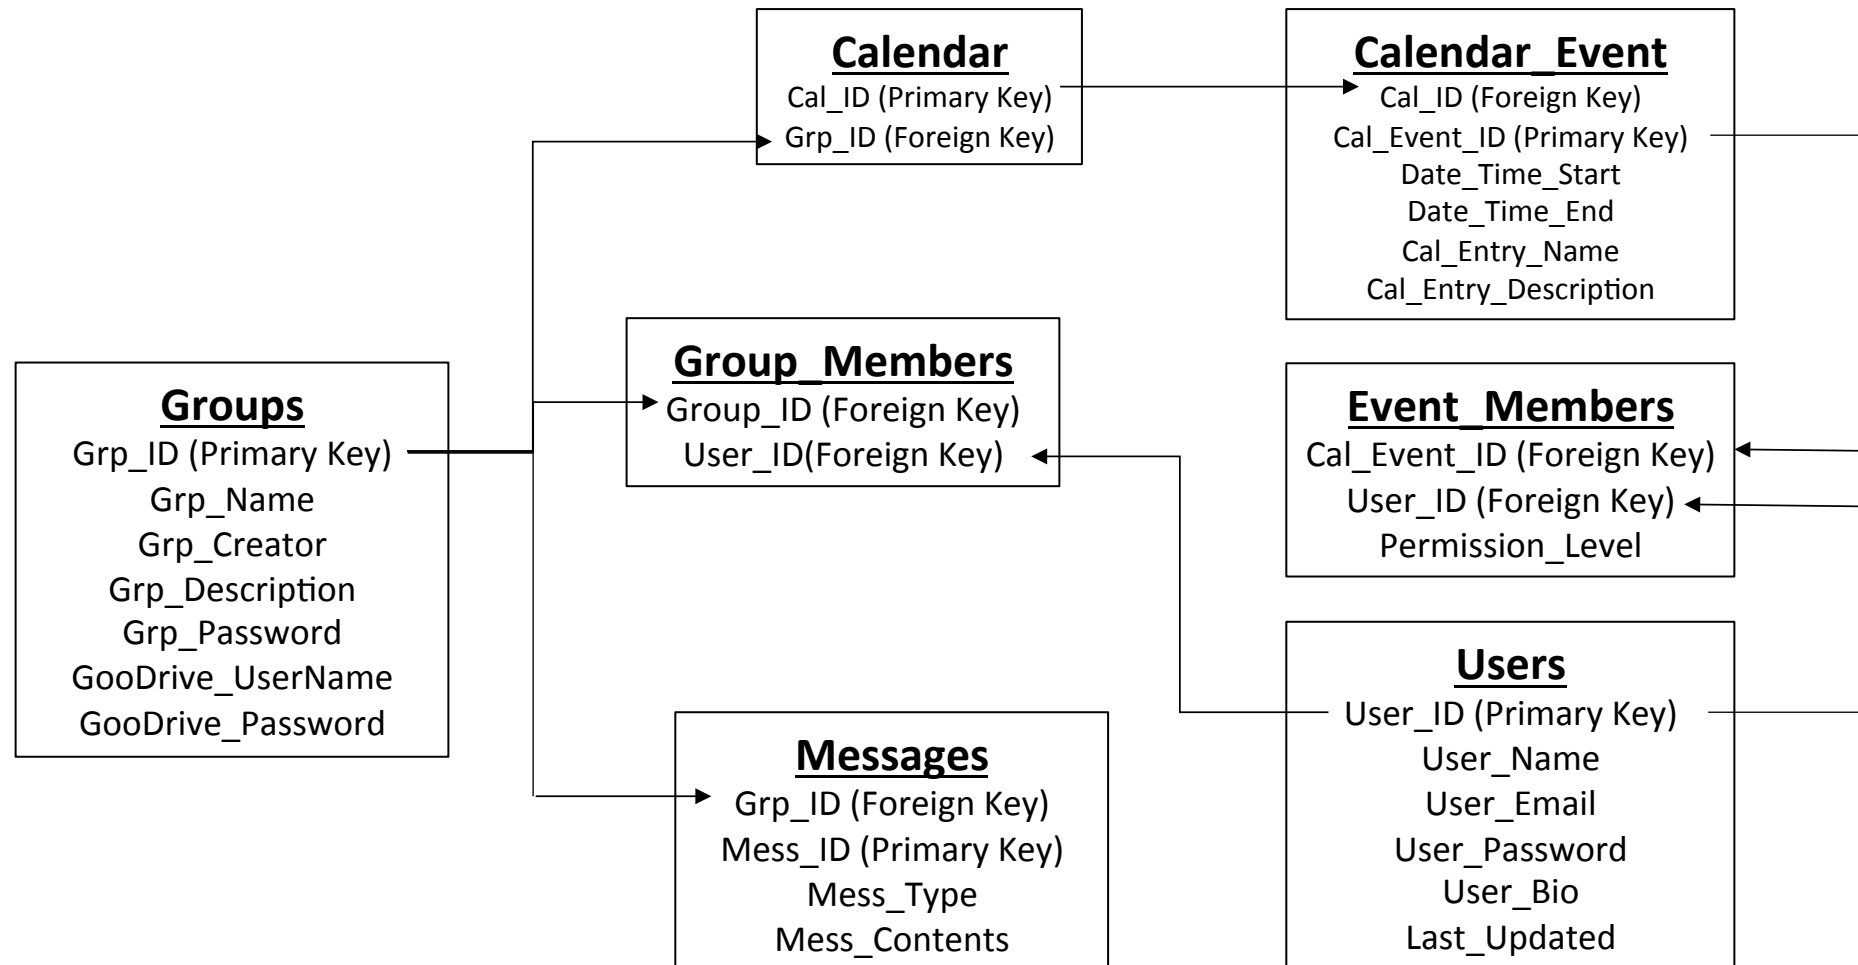 Calendar
Cal_ID (Primary Key)
Grp_ID (Foreign Key)
Calendar_Event
Cal_ID (Foreign Key)
Cal_Event_ID (Primary Key)
Date_Time_Start
Date_Time_End
Cal_Entry_Name
Cal_Entry_Description
Groups
Grp_ID (Primary Key)
Grp_Name
Grp_Creator
Grp_Description
Grp_Password
GooDrive_UserName
GooDrive_Password
Group_Members
Group_ID (Foreign Key)
User_ID(Foreign Key)
Event_Members
Cal_Event_ID (Foreign Key)
User_ID (Foreign Key)
Permission_Level
Messages
Grp_ID (Foreign Key)
Mess_ID (Primary Key)
Mess_Type
Mess_Contents
Users
User_ID (Primary Key)
User_Name
User_Email
User_Password
User_Bio
Last_Updated